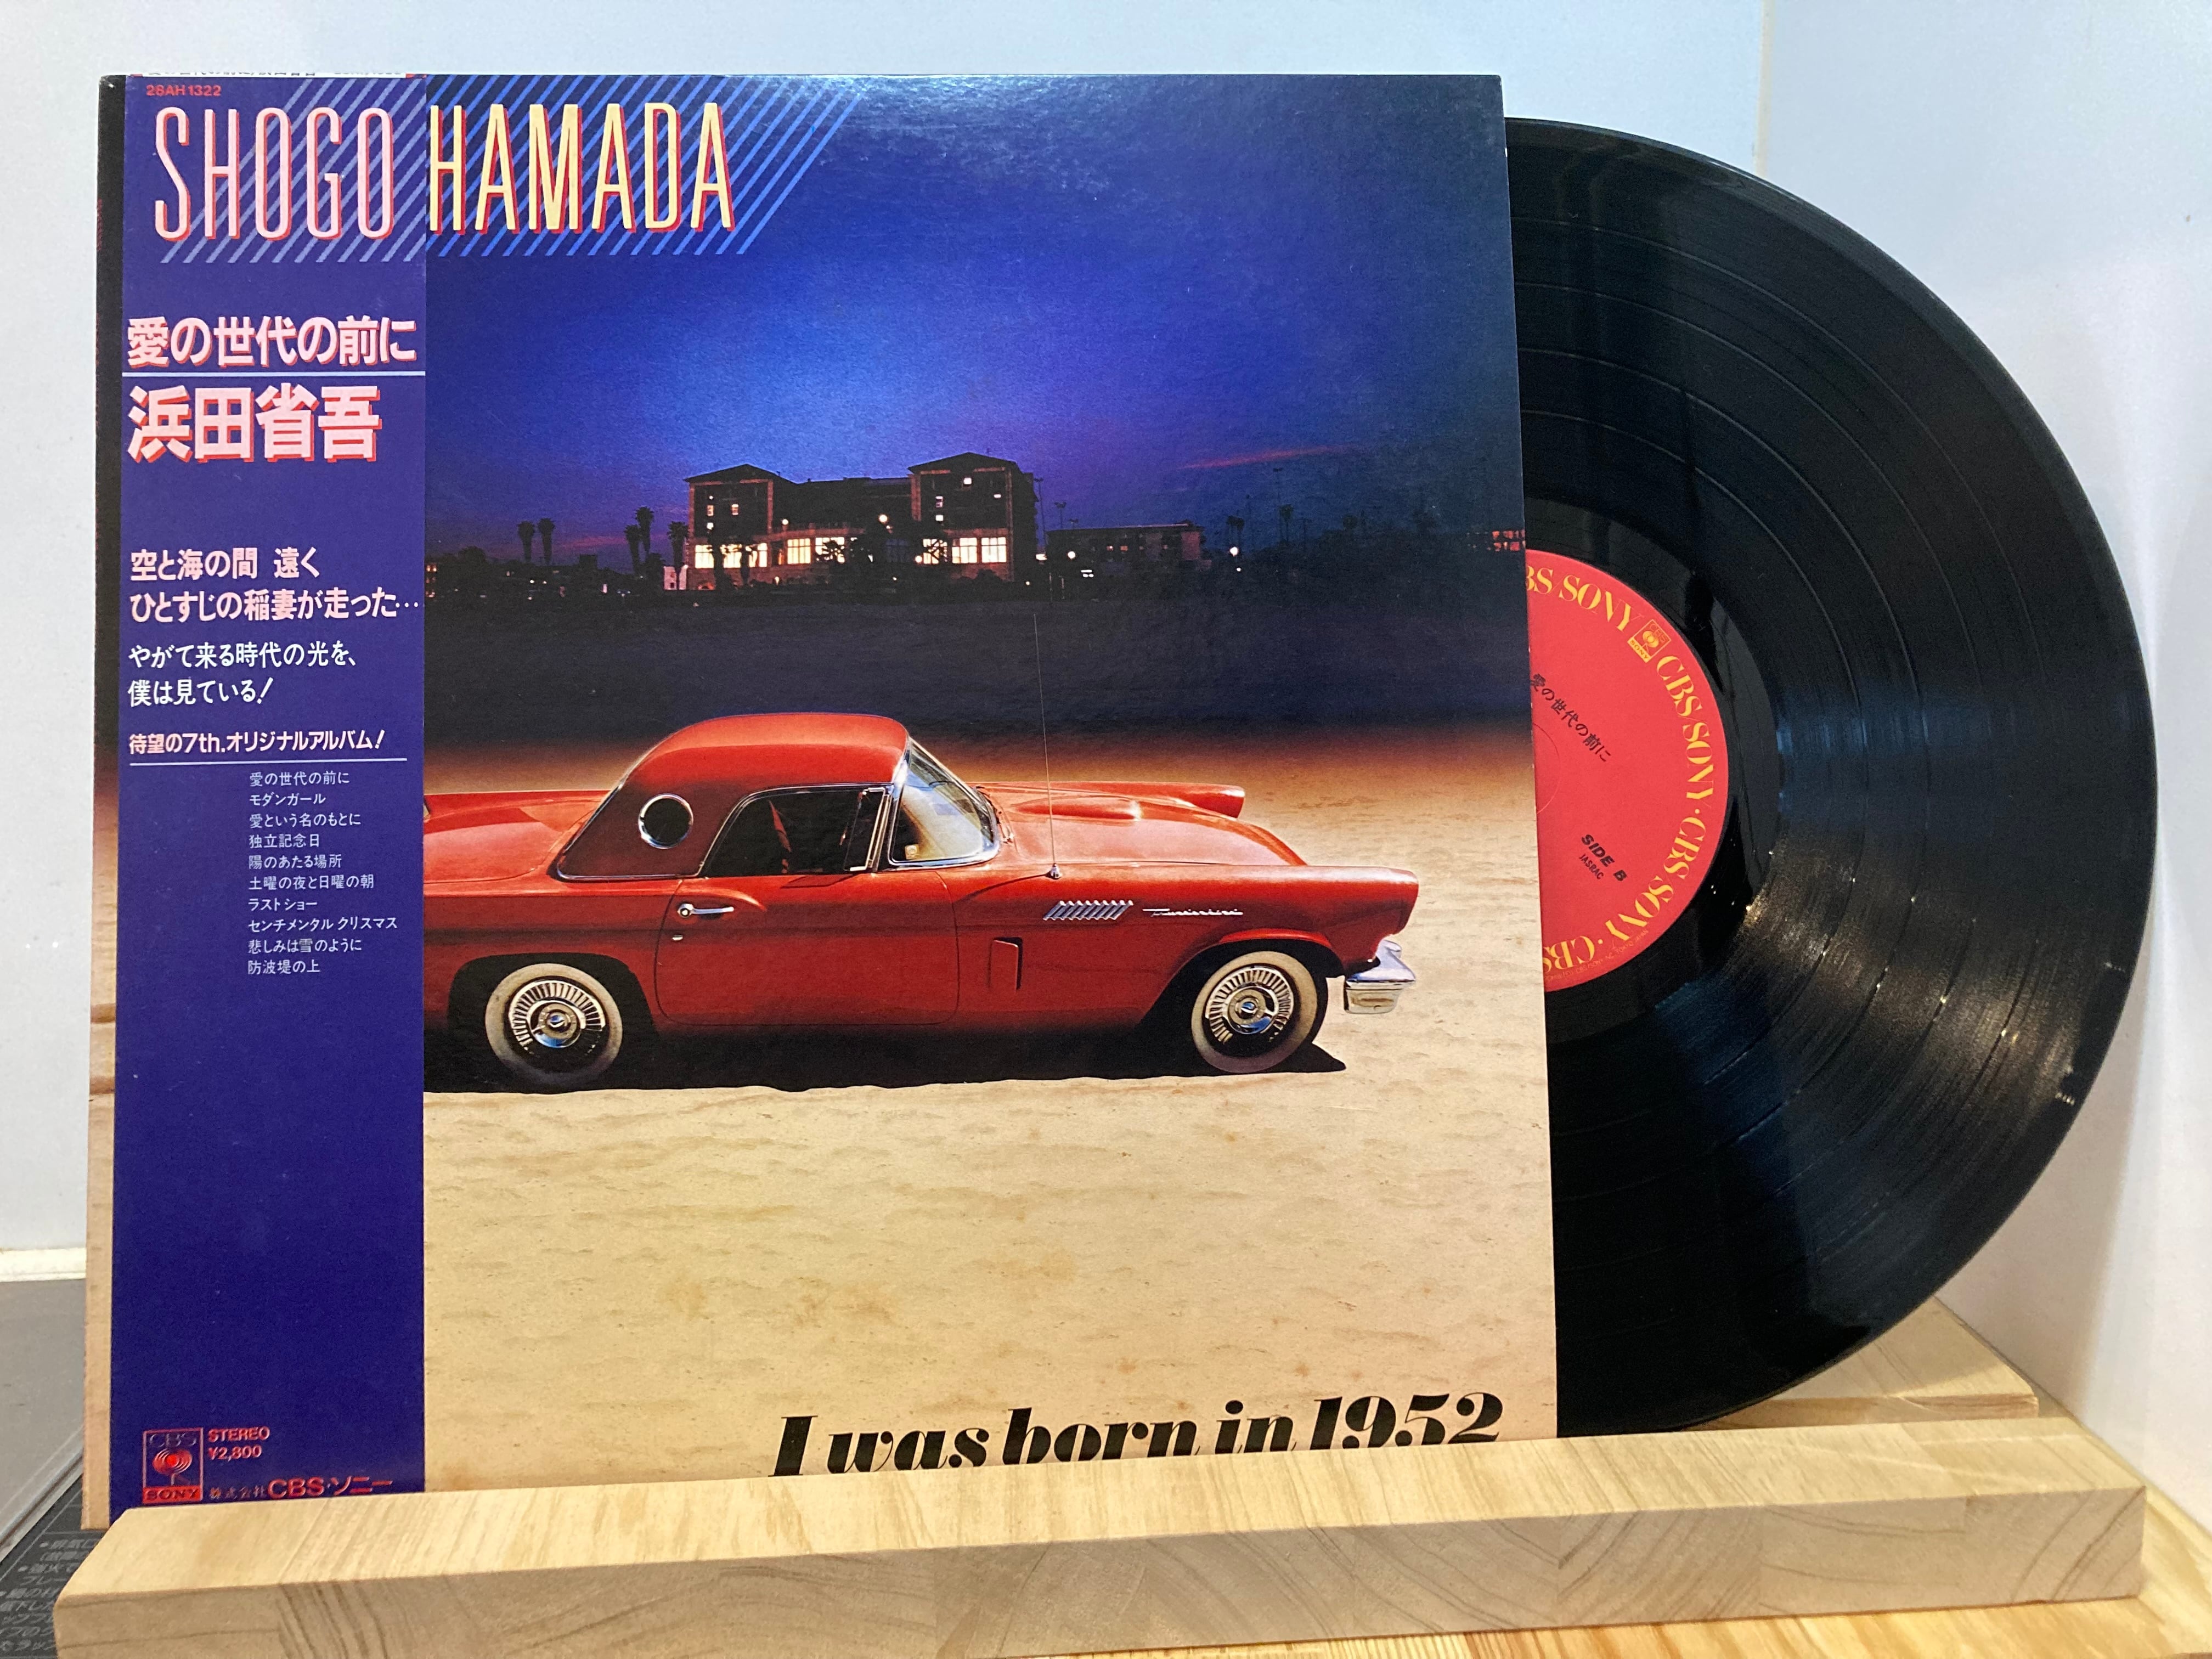 28AH1322
SHOGO HAMADA
愛の世代の前に
浜田省吾
空と海の間 遠く
ひとすじの稲妻が走った…
やがて来る時代の光を、
僕は見ている!
待望の7th.オリジナルアルバム!
愛の世代の前に
モダンガール
愛という名のもとに
独立記念日
陽のあたる場所
土曜の夜と日曜の朝
ラストショー
センチメンタル クリスマス
悲しみは雪のように
防波堤の上
Thunderbird
I was born in 1952
CBS
SONY
STEREO
¥2,800
株式会社CBS・ソニー
SONY CBS SONY・CBS SONY・CBS
愛の世代の前に
SIDE B